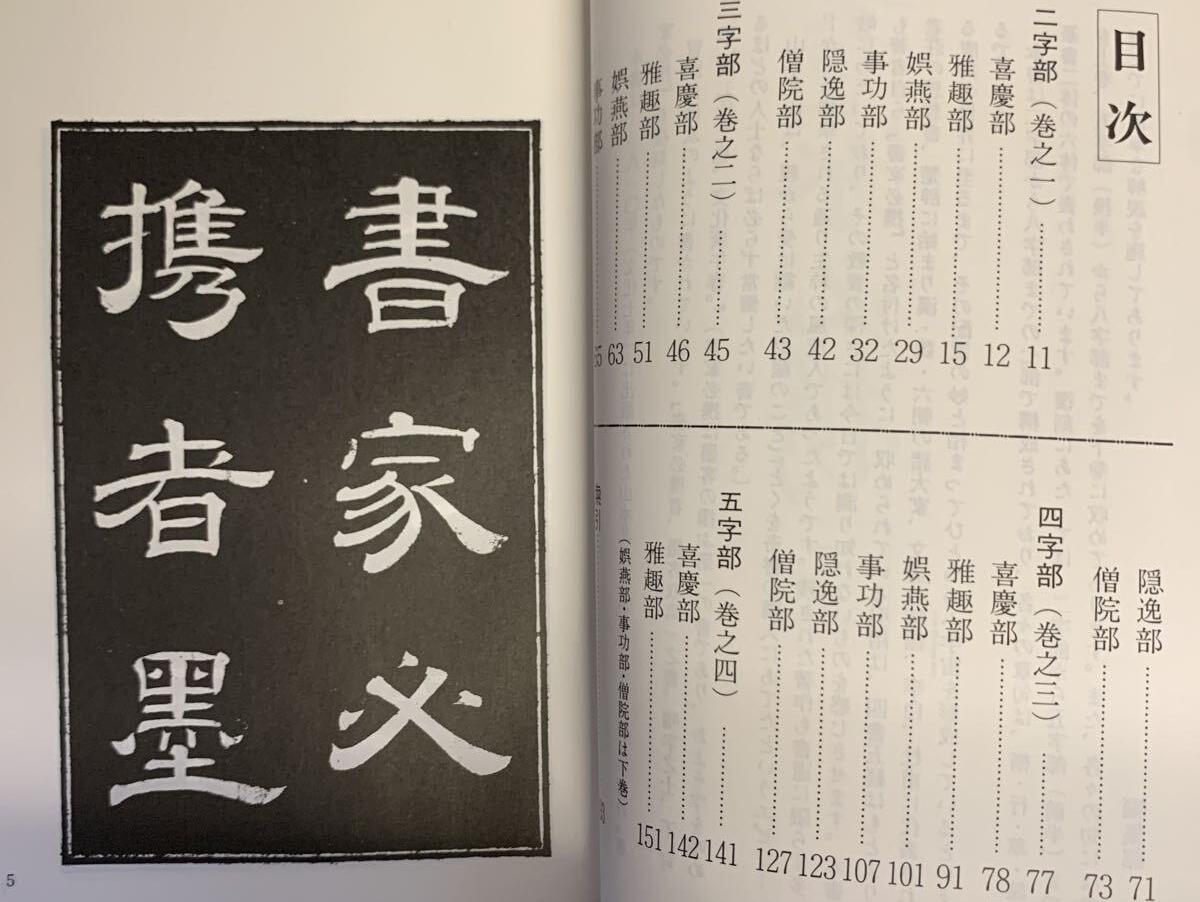 目次
二字部（巻之一）……11
喜慶部……12
雅趣部……15
娯燕部……29
事功部……32
隠逸部……42
僧院部……43
三字部（巻之二）……45
喜慶部……46
雅趣部……51
娯燕部……63
事功部……65
隠逸部……71
僧院部……73
四字部（巻之三）……77
喜慶部……78
雅趣部……91
娯燕部……101
事功部……107
隠逸部……123
僧院部……127
五字部（巻之四）……141
喜慶部……142
雅趣部……151
（娯燕部・事功部・僧院部は下巻）
書家必
携者墨
5